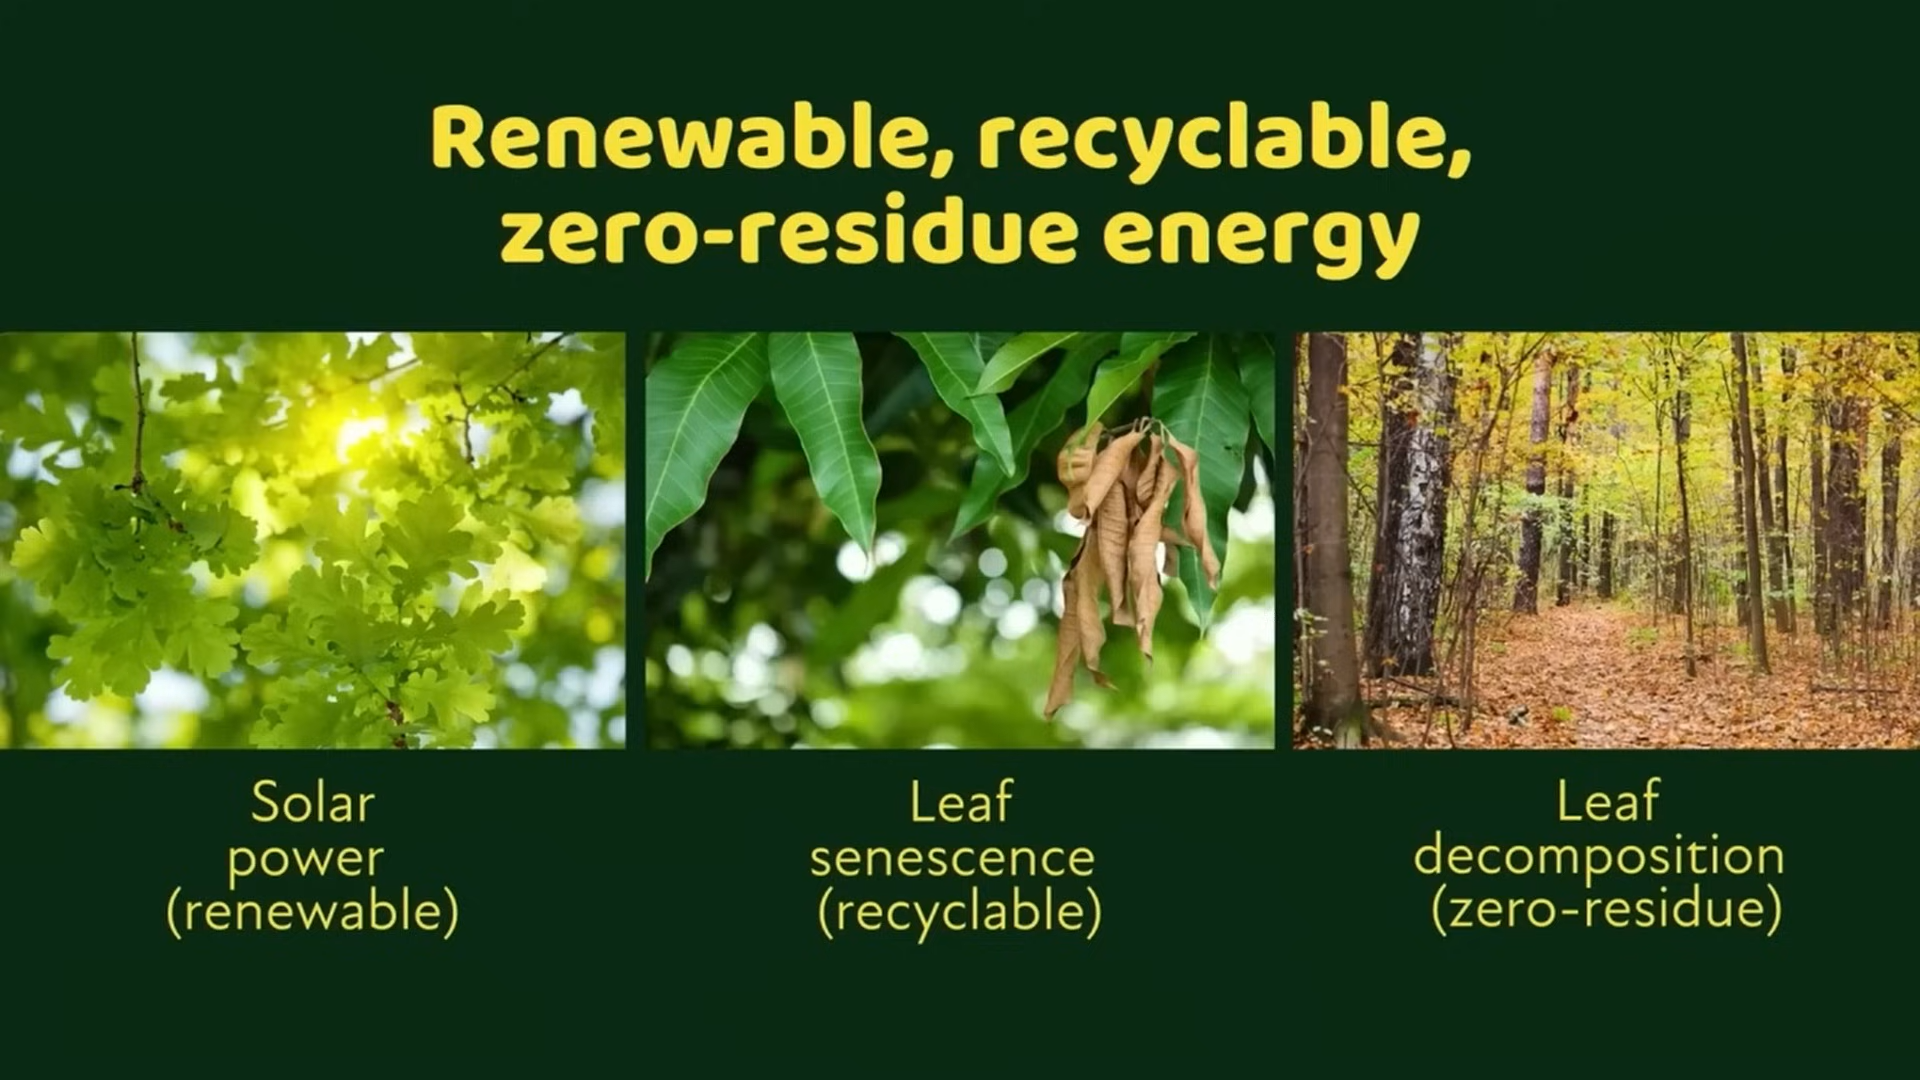 Renewable, recyclable,
zero-residue energy
Solar
power
(renewable)
Leaf
senescence
(recyclable)
Leaf
decomposition
(zero-residue)